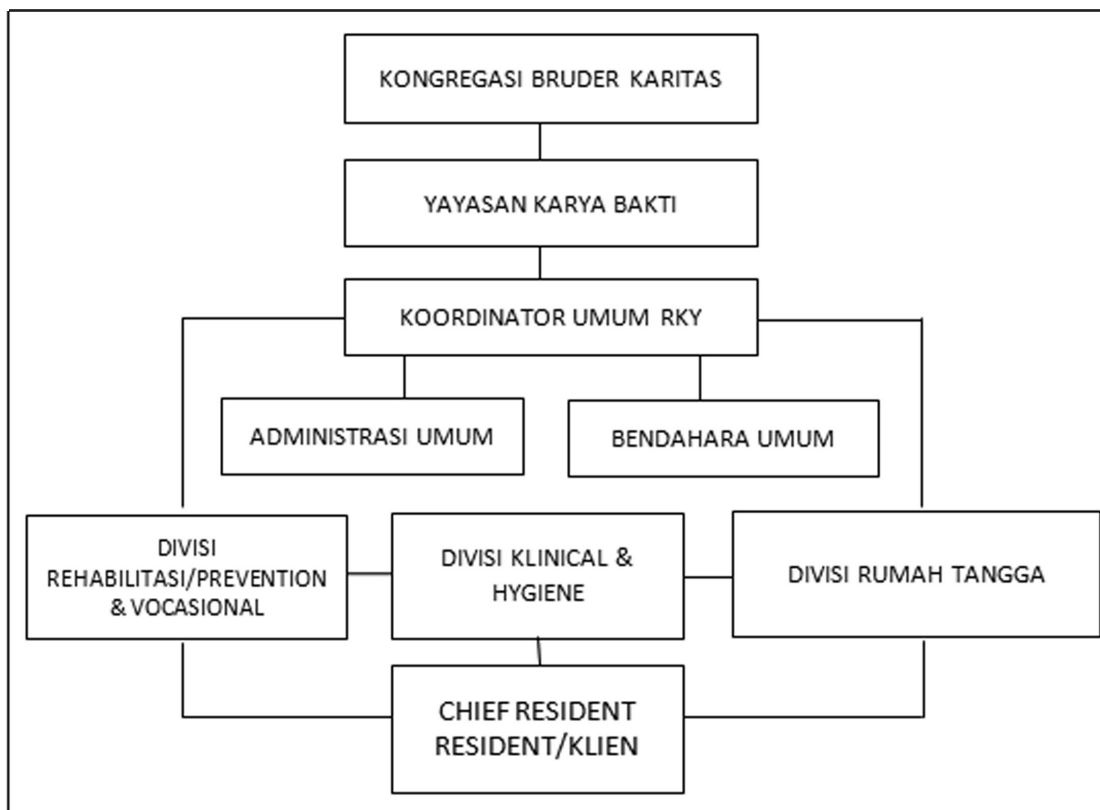 KONGREGASI BRUDER KARITAS
YAYASAN KARYA BAKTI
KOORDINATOR UMUM RKY
ADMINISTRASI UMUM
BENDAHARA UMUM
DIVISI
REHABILITASI/PREVENTION
& VOCASIONAL
DIVISI KLINICAL &
HYGIENE
DIVISI RUMAH TANGGA
CHIEF RESIDENT
RESIDENT/KLIEN